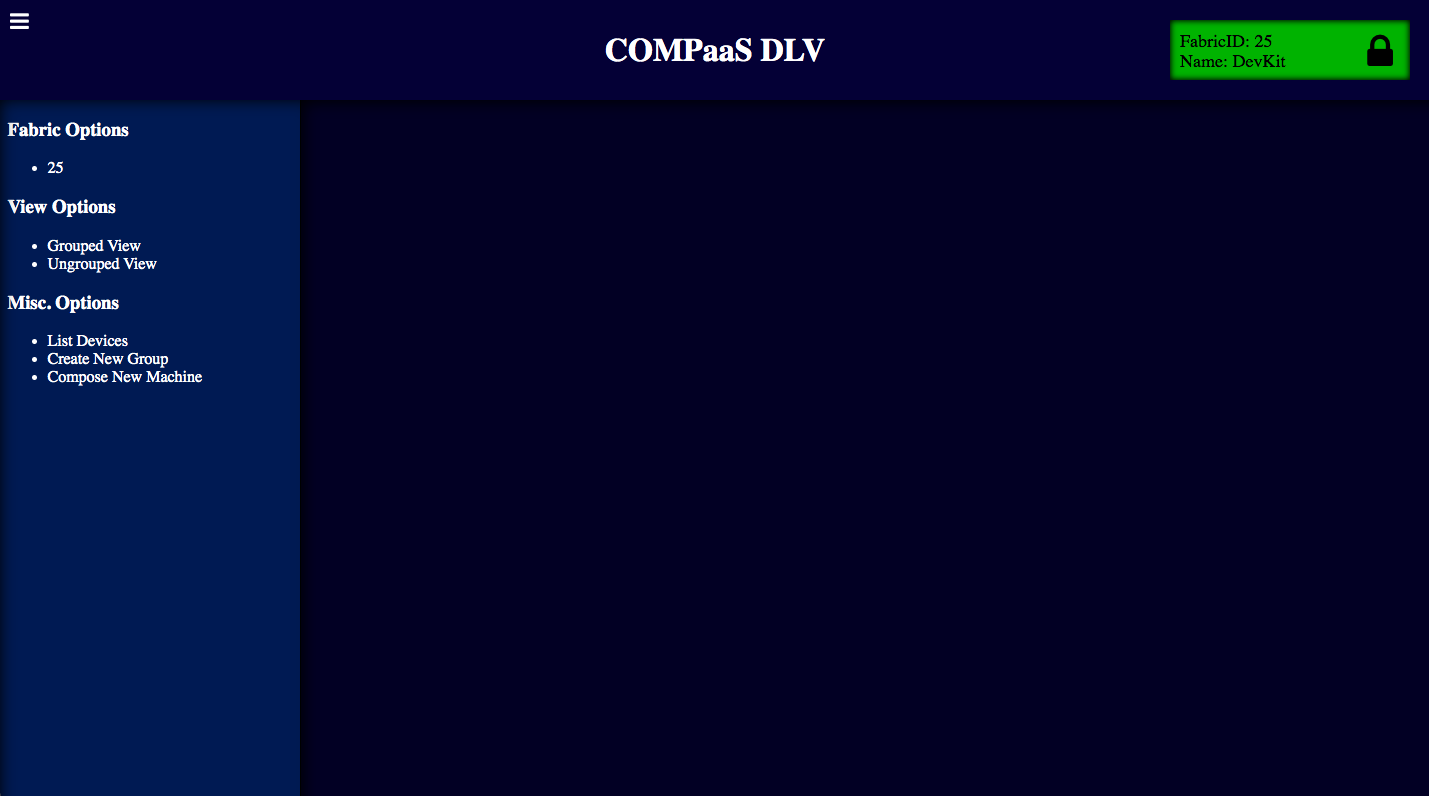 COMPaaS DLV
FabricID: 25
Name: DevKit
Fabric Options
25
View Options
Grouped View
Ungrouped View
Misc. Options
List Devices
Create New Group
Compose New Machine